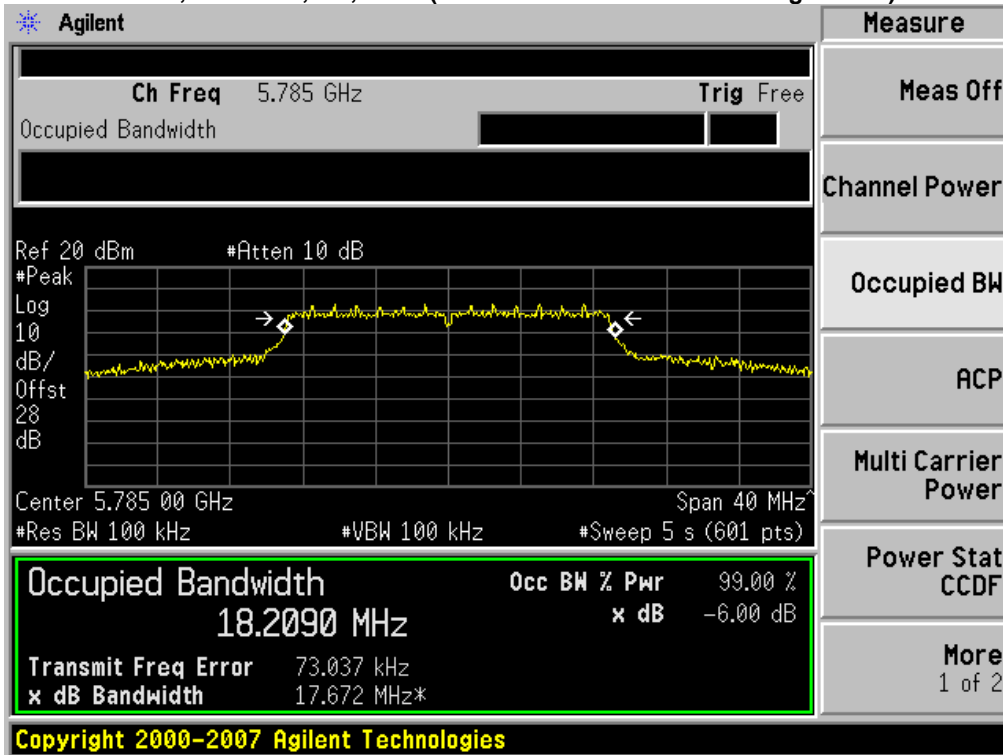 Agilent
Measure
Ch Freq 5.785 GHz Trig Free
Occupied Bandwidth
Meas Off
Channel Power
Occupied BW
ACP
Multi Carrier
Power
Power Stat
CCDF
More
1 of 2
Ref 20 dBm #Atten 10 dB
#Peak
Log
10
dB/
Offst
28
dB
Center 5.785 00 GHz Span 40 MHz^
#Res BW 100 kHz #VBW 100 kHz #Sweep 5 s (601 pts)
Occupied Bandwidth Occ BW % Pwr 99.00 %
18.2090 MHz x dB -6.00 dB
Transmit Freq Error 73.037 kHz
x dB Bandwidth 17.672 MHz*
Copyright 2000-2007 Agilent Technologies